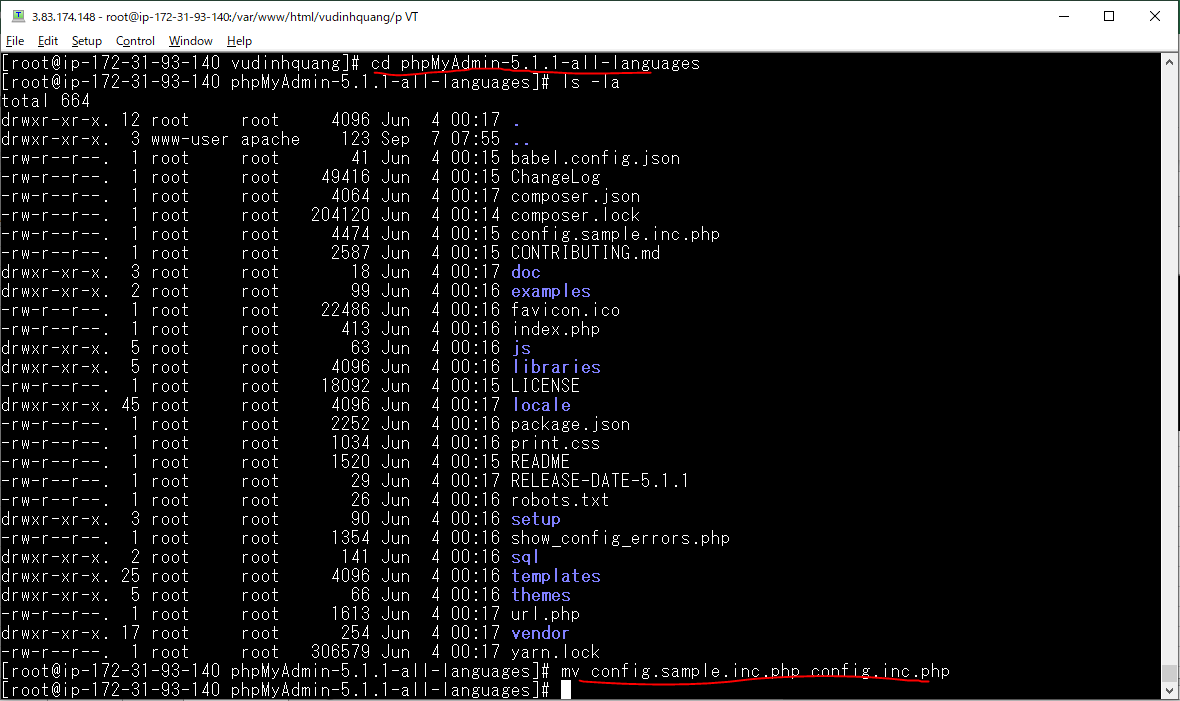 3.83.174.148 - root@ip-172-31-93-140:/var/www/html/vudinhquang/p VT
File Edit Setup Control Window Help
[root@ip-172-31-93-140 vudinhquang]# cd phpMyAdmin-5.1.1-all-languages
[root@ip-172-31-93-140 phpMyAdmin-5.1.1-all-languages]# ls -la
total 664
drwxr-xr-x. 12 root root 4096 Jun 4 00:17 .
drwxr-xr-x. 3 www-user apache 123 Sep 7 07:55 ..
-rw-r--r--. 1 root root 41 Jun 4 00:15 babel.config.json
-rw-r--r--. 1 root root 49416 Jun 4 00:15 ChangeLog
-rw-r--r--. 1 root root 4064 Jun 4 00:17 composer.json
-rw-r--r--. 1 root root 204120 Jun 4 00:14 composer.lock
-rw-r--r--. 1 root root 4474 Jun 4 00:15 config.sample.inc.php
-rw-r--r--. 1 root root 2587 Jun 4 00:15 CONTRIBUTING.md
drwxr-xr-x. 3 root root 18 Jun 4 00:17 doc
drwxr-xr-x. 2 root root 99 Jun 4 00:16 examples
-rw-r--r--. 1 root root 22486 Jun 4 00:16 favicon.ico
-rw-r--r--. 1 root root 413 Jun 4 00:16 index.php
drwxr-xr-x. 5 root root 63 Jun 4 00:16 js
drwxr-xr-x. 5 root root 4096 Jun 4 00:16 libraries
-rw-r--r--. 1 root root 18092 Jun 4 00:15 LICENSE
drwxr-xr-x. 45 root root 4096 Jun 4 00:17 locale
-rw-r--r--. 1 root root 2252 Jun 4 00:16 package.json
-rw-r--r--. 1 root root 1034 Jun 4 00:16 print.css
-rw-r--r--. 1 root root 1520 Jun 4 00:15 README
-rw-r--r--. 1 root root 29 Jun 4 00:17 RELEASE-DATE-5.1.1
-rw-r--r--. 1 root root 26 Jun 4 00:16 robots.txt
drwxr-xr-x. 3 root root 90 Jun 4 00:16 setup
-rw-r--r--. 1 root root 1354 Jun 4 00:16 show_config_errors.php
drwxr-xr-x. 2 root root 141 Jun 4 00:16 sql
drwxr-xr-x. 25 root root 4096 Jun 4 00:16 templates
drwxr-xr-x. 5 root root 66 Jun 4 00:16 themes
-rw-r--r--. 1 root root 1613 Jun 4 00:17 url.php
drwxr-xr-x. 17 root root 254 Jun 4 00:17 vendor
-rw-r--r--. 1 root root 306579 Jun 4 00:17 yarn.lock
[root@ip-172-31-93-140 phpMyAdmin-5.1.1-all-languages]# mv config.sample.inc.php config.inc.php
[root@ip-172-31-93-140 phpMyAdmin-5.1.1-all-languages]#